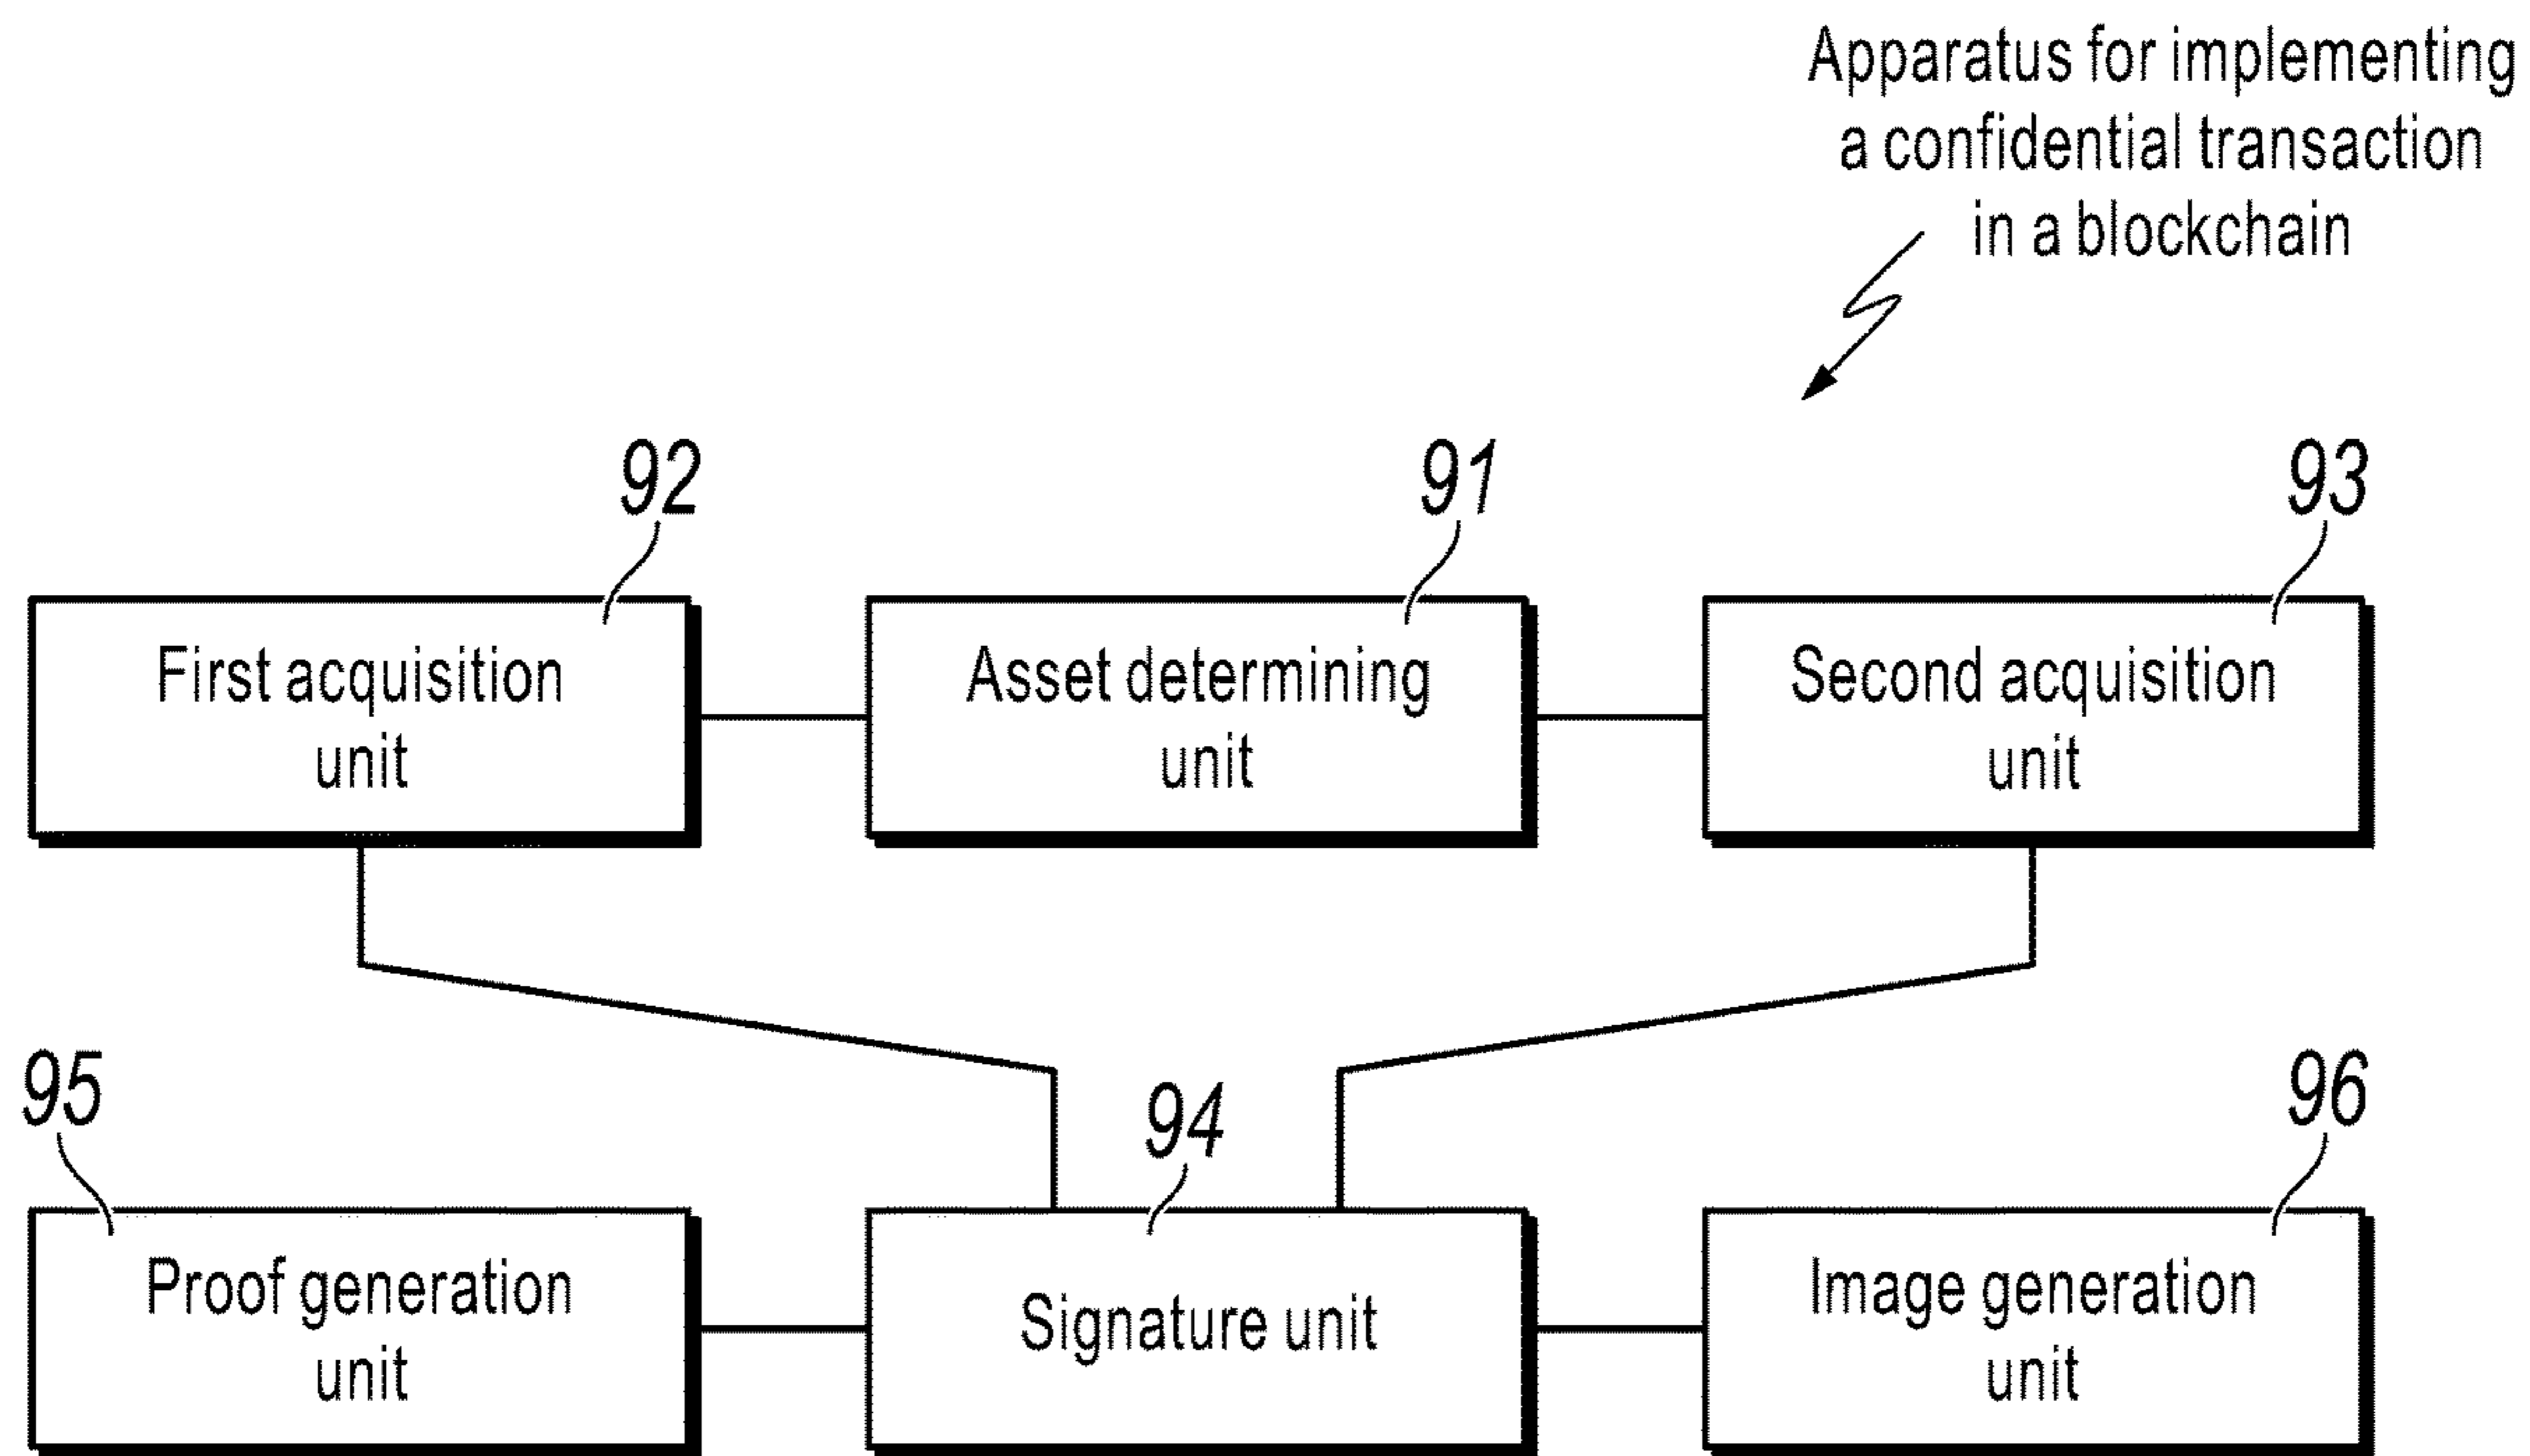 Apparatus for implementing
a confidential transaction
in a blockchain
92
91
93
First acquisition
unit
Asset determining
unit
Second acquisition
unit
95
94
96
Proof generation
unit
Signature unit
Image generation
unit